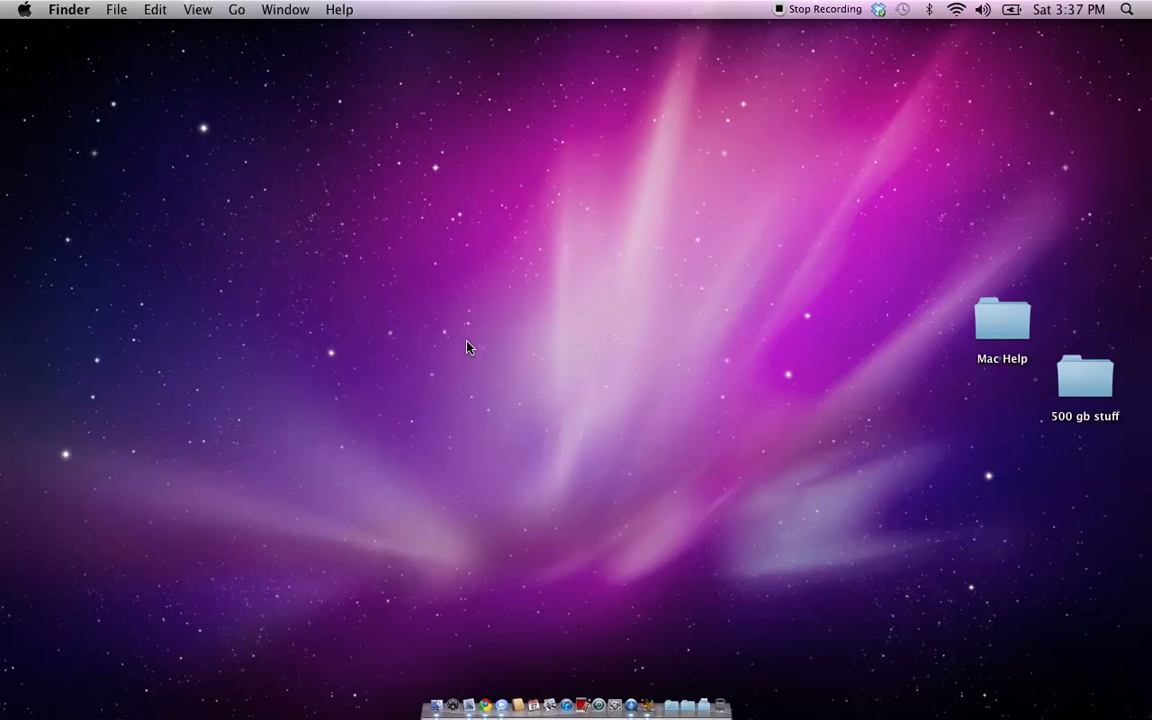 Finder File Edit View Go Window Help Stop Recording Sat 3:37 PM
Mac Help
500 gb stuff